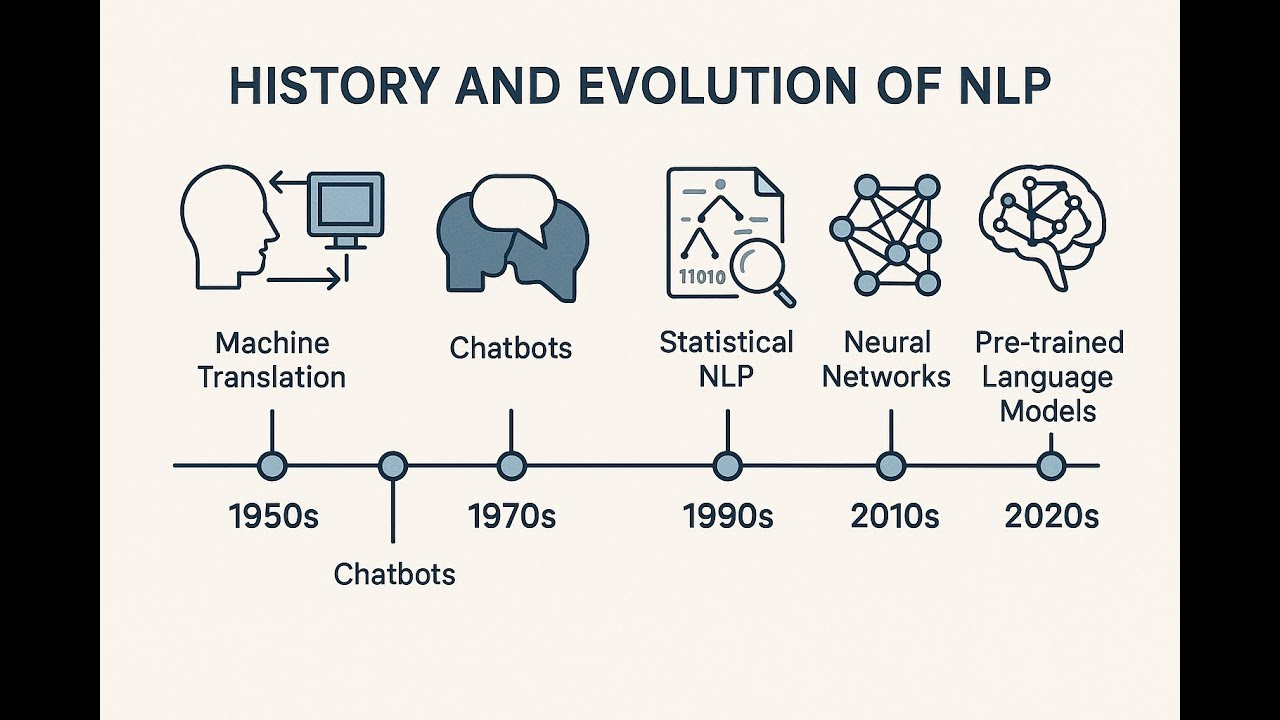 HISTORY AND EVOLUTION OF NLP
11010
Machine
Translation
Chatbots
Statistical
NLP
Neural
Networks
Pre-trained
Language
Models
1950s
1970s
1990s
2010s
2020s
Chatbots